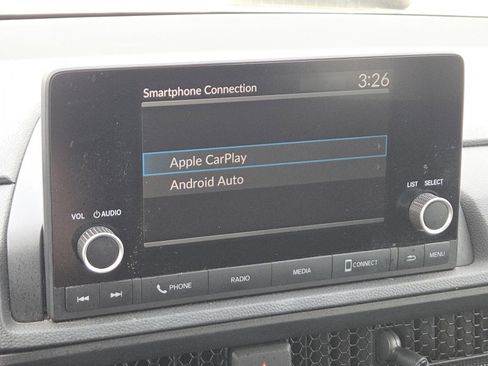 Smartphone Connection 3:26
Apple CarPlay
Android Auto
VOL AUDIO
LIST SELECT
PHONE RADIO MEDIA CONNECT MENU